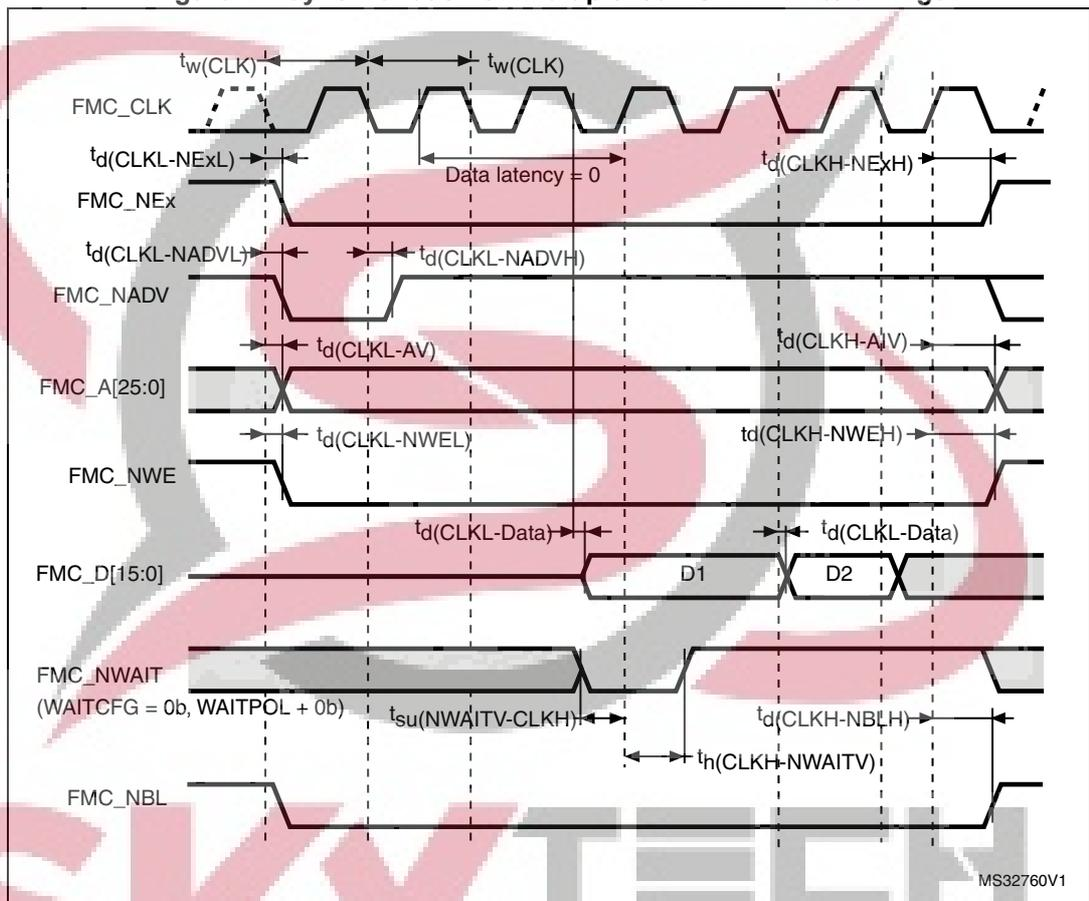 tw(CLK)
tw(CLK)
FMC_CLK
td(CLKL-NExL)
Data latency = 0
td(CLKH-NExH)
FMC_NEx
td(CLKL-NADVL)
td(CLKL-NADVH)
FMC_NADV
td(CLKL-AV)
td(CLKH-AIV)
FMC_A[25:0]
td(CLKL-NWEL)
td(CLKH-NWEH)
FMC_NWE
td(CLKL-Data)
td(CLKL-Data)
FMC_D[15:0]
D1
D2
FMC_NWAIT
(WAITCFG = 0b, WAITPOL + 0b)
tsu(NWAITV-CLKH)
td(CLKH-NBLH)
th(CLKH-NWAITV)
FMC_NBL
SKYTECH
MS32760V1